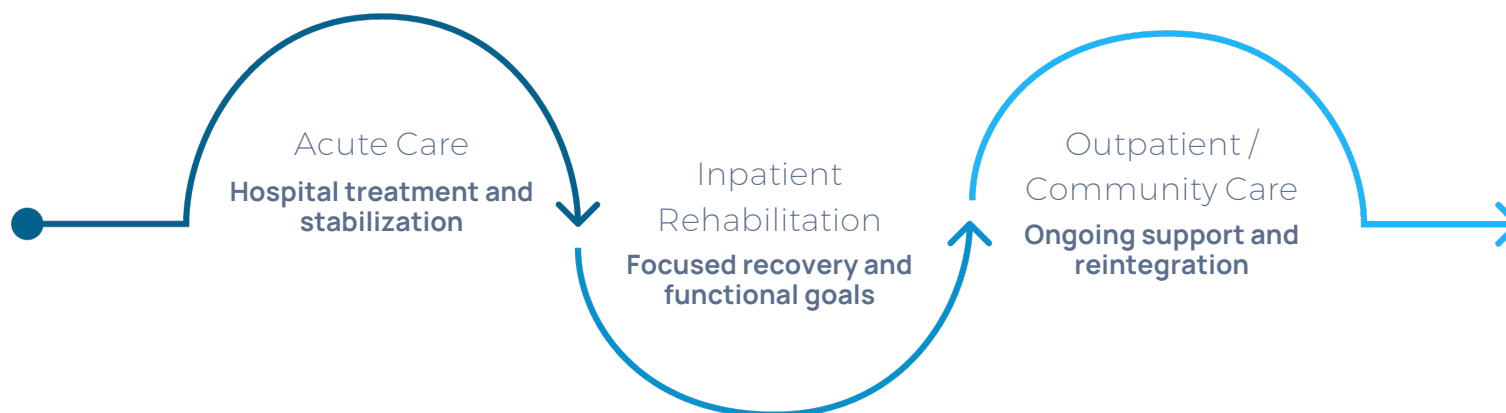 Acute Care
Hospital treatment and
stabilization
Inpatient
Rehabilitation
Focused recovery and
functional goals
Outpatient /
Community Care
Ongoing support and
reintegration